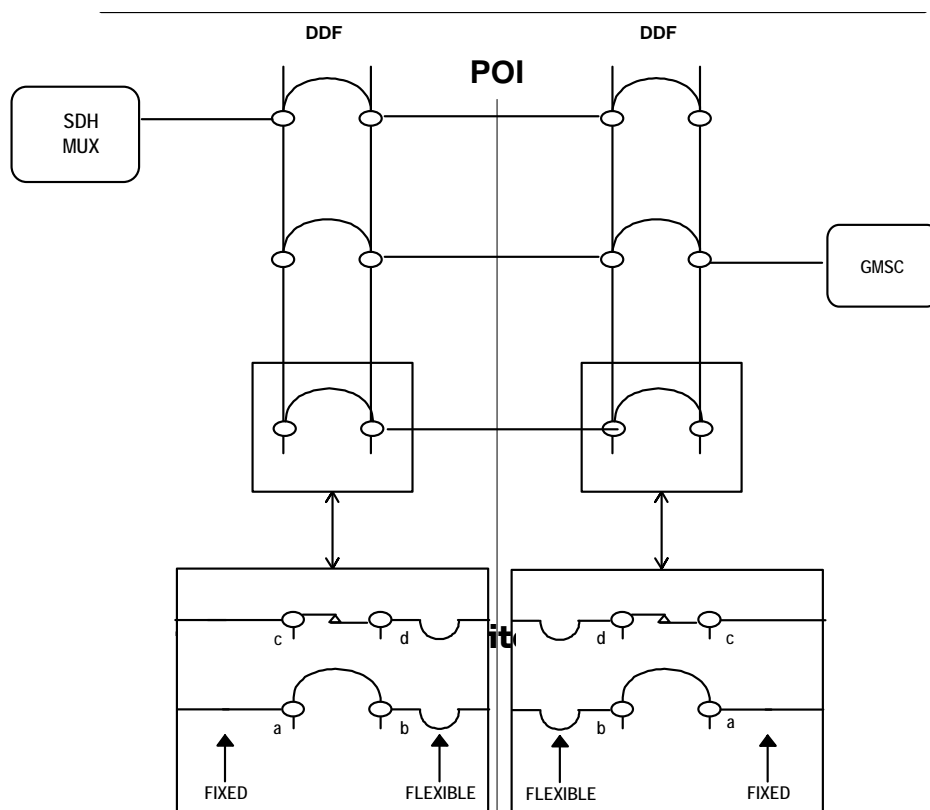 DDF DDF
POI
SDH
MUX
GMSC
c d d c
a b b a
FIXED FLEXIBLE FLEXIBLE FIXED